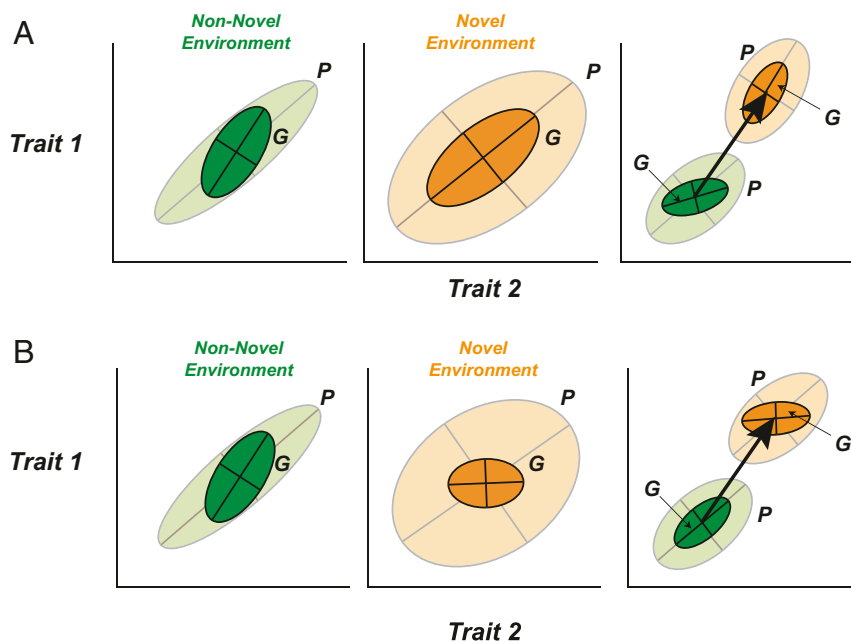 A
Non-Novel
Environment
Novel
Environment
P
G
P
G
P
G
G
P
Trait 1
Trait 2
B
Non-Novel
Environment
Novel
Environment
P
G
P
G
P
G
G
P
Trait 1
Trait 2